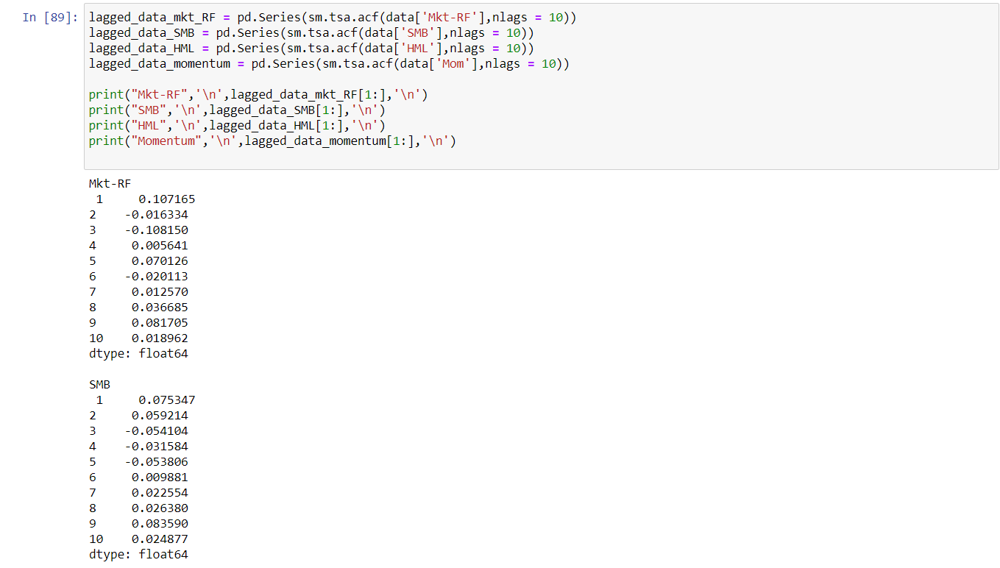 In [89]: lagged_data_mkt_RF = pd.Series(sm.tsa.acf(data['Mkt-RF'],nlags = 10))
lagged_data_SMB = pd.Series(sm.tsa.acf(data['SMB'],nlags = 10))
lagged_data_HML = pd.Series(sm.tsa.acf(data['HML'],nlags = 10))
lagged_data_momentum = pd.Series(sm.tsa.acf(data['Mom'],nlags = 10))
print("Mkt-RF",'\n',lagged_data_mkt_RF[1:],'\n')
print("SMB",'\n',lagged_data_SMB[1:],'\n')
print("HML",'\n',lagged_data_HML[1:],'\n')
print("Momentum",'\n',lagged_data_momentum[1:],'\n')
Mkt-RF
1 0.107165
2 -0.016334
3 -0.108150
4 0.005641
5 0.070126
6 -0.020113
7 0.012570
8 0.036685
9 0.081705
10 0.018962
dtype: float64
SMB
1 0.075347
2 0.059214
3 -0.054104
4 -0.031584
5 -0.053806
6 0.009881
7 0.022554
8 0.026380
9 0.083590
10 0.024877
dtype: float64